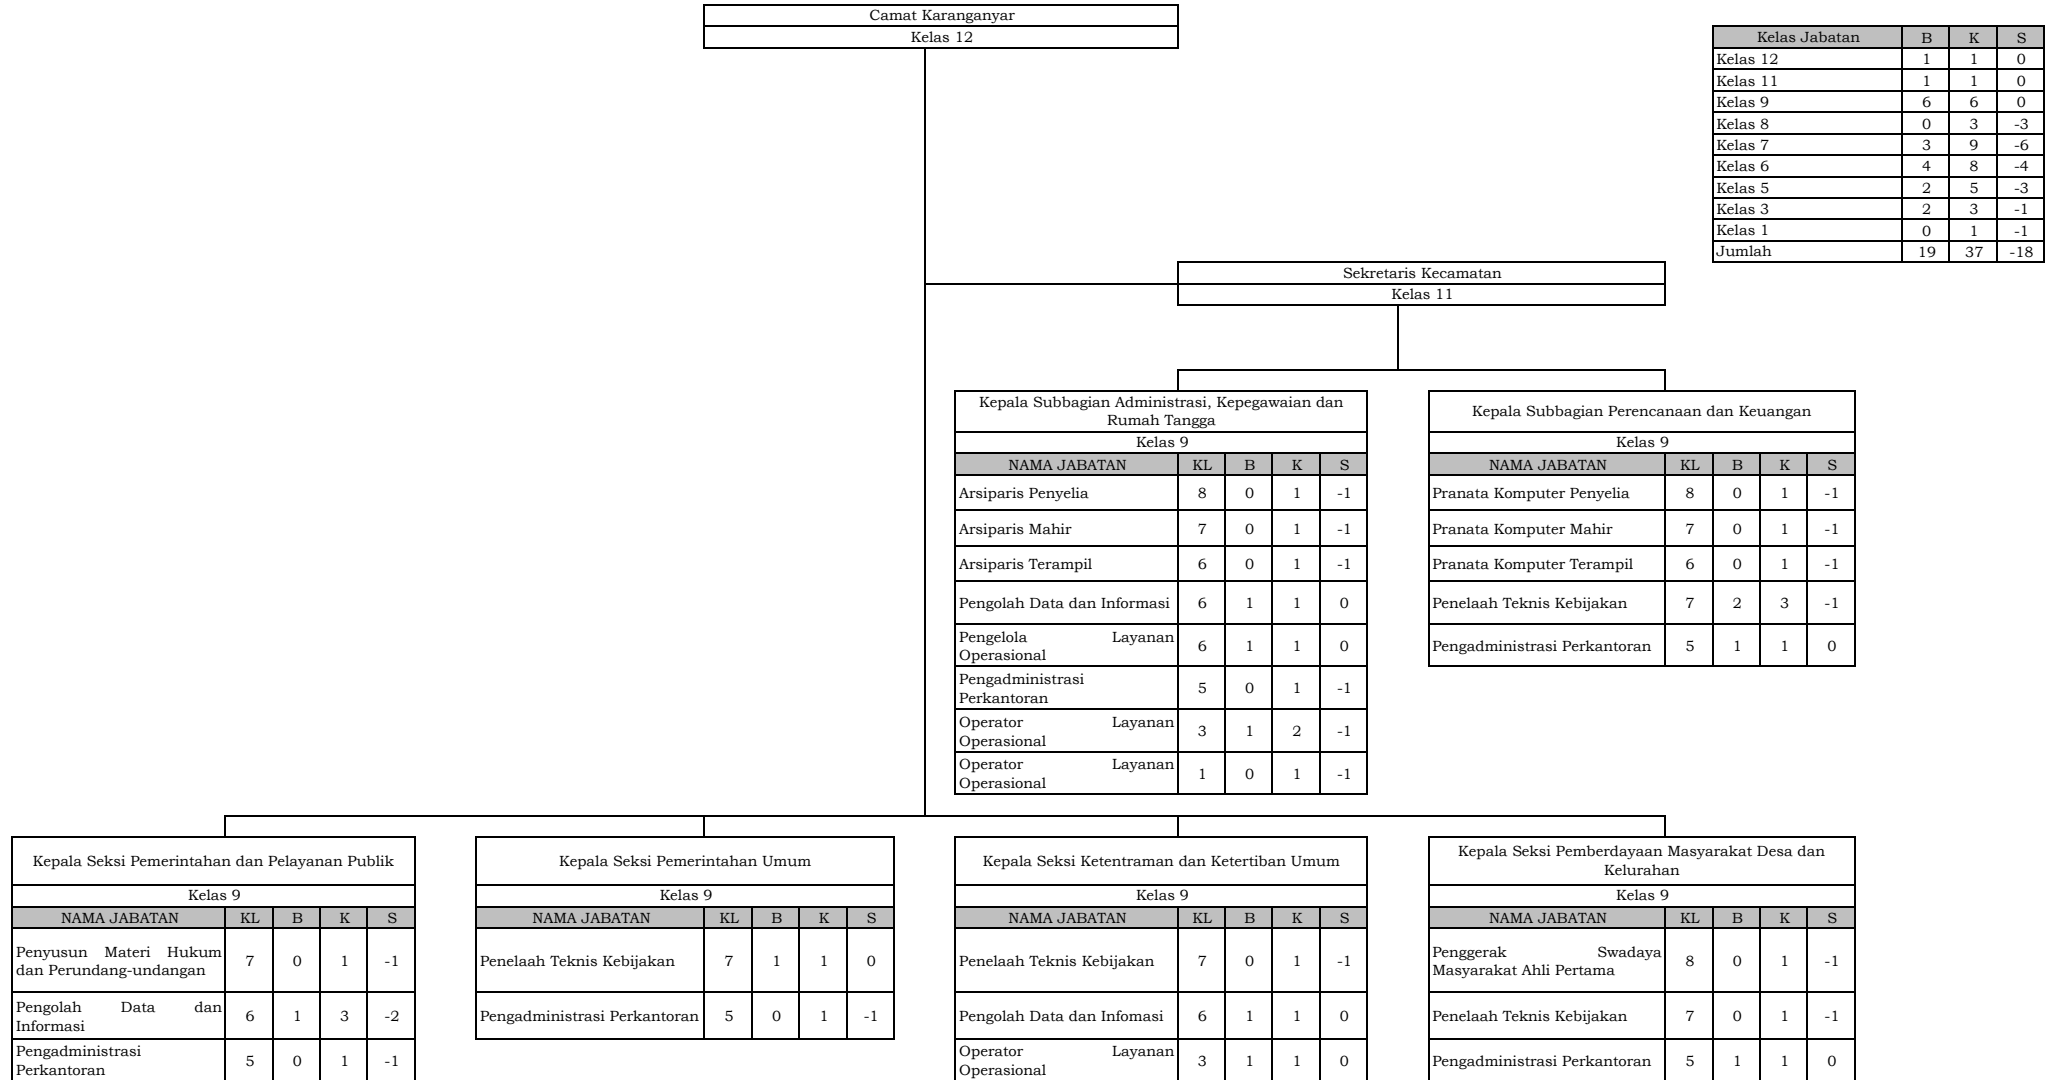 Camat Karanganyar
Kelas 12
Kelas Jabatan B K S
Kelas 12 1 1 0
Kelas 11 1 1 0
Kelas 9 6 6 0
Kelas 8 0 3 -3
Kelas 7 3 9 -6
Kelas 6 4 8 -4
Kelas 5 2 5 -3
Kelas 3 2 3 -1
Kelas 1 0 1 -1
Jumlah 19 37 -18
Sekretaris Kecamatan
Kelas 11
Kepala Subbagian Administrasi, Kepegawaian dan
Rumah Tangga
Kelas 9
NAMA JABATAN KL B K S
Arsiparis Penyelia 8 0 1 -1
Arsiparis Mahir 7 0 1 -1
Arsiparis Terampil 6 0 1 -1
Pengolah Data dan Informasi 6 1 1 0
Pengelola Layanan
Operasional 6 1 1 0
Pengadministrasi
Perkantoran 5 0 1 -1
Operator Layanan
Operasional 3 1 2 -1
Operator Layanan
Operasional 1 0 1 -1
Kepala Subbagian Perencanaan dan Keuangan
Kelas 9
NAMA JABATAN KL B K S
Pranata Komputer Penyelia 8 0 1 -1
Pranata Komputer Mahir 7 0 1 -1
Pranata Komputer Terampil 6 0 1 -1
Penelaah Teknis Kebijakan 7 2 3 -1
Pengadministrasi Perkantoran 5 1 1 0
Kepala Seksi Pemerintahan dan Pelayanan Publik
Kelas 9
NAMA JABATAN KL B K S
Penyusun Materi Hukum
dan Perundang-undangan 7 0 1 -1
Pengolah Data dan
Informasi 6 1 3 -2
Pengadministrasi
Perkantoran 5 0 1 -1
Kepala Seksi Pemerintahan Umum
Kelas 9
NAMA JABATAN KL B K S
Penelaah Teknis Kebijakan 7 1 1 0
Pengadministrasi Perkantoran 5 0 1 -1
Kepala Seksi Ketentraman dan Ketertiban Umum
Kelas 9
NAMA JABATAN KL B K S
Penelaah Teknis Kebijakan 7 0 1 -1
Pengolah Data dan Infomasi 6 1 1 0
Operator Layanan
Operasional 3 1 1 0
Kepala Seksi Pemberdayaan Masyarakat Desa dan
Kelurahan
Kelas 9
NAMA JABATAN KL B K S
Penggerak Swadaya
Masyarakat Ahli Pertama 8 0 1 -1
Penelaah Teknis Kebijakan 7 0 1 -1
Pengadministrasi Perkantoran 5 1 1 0